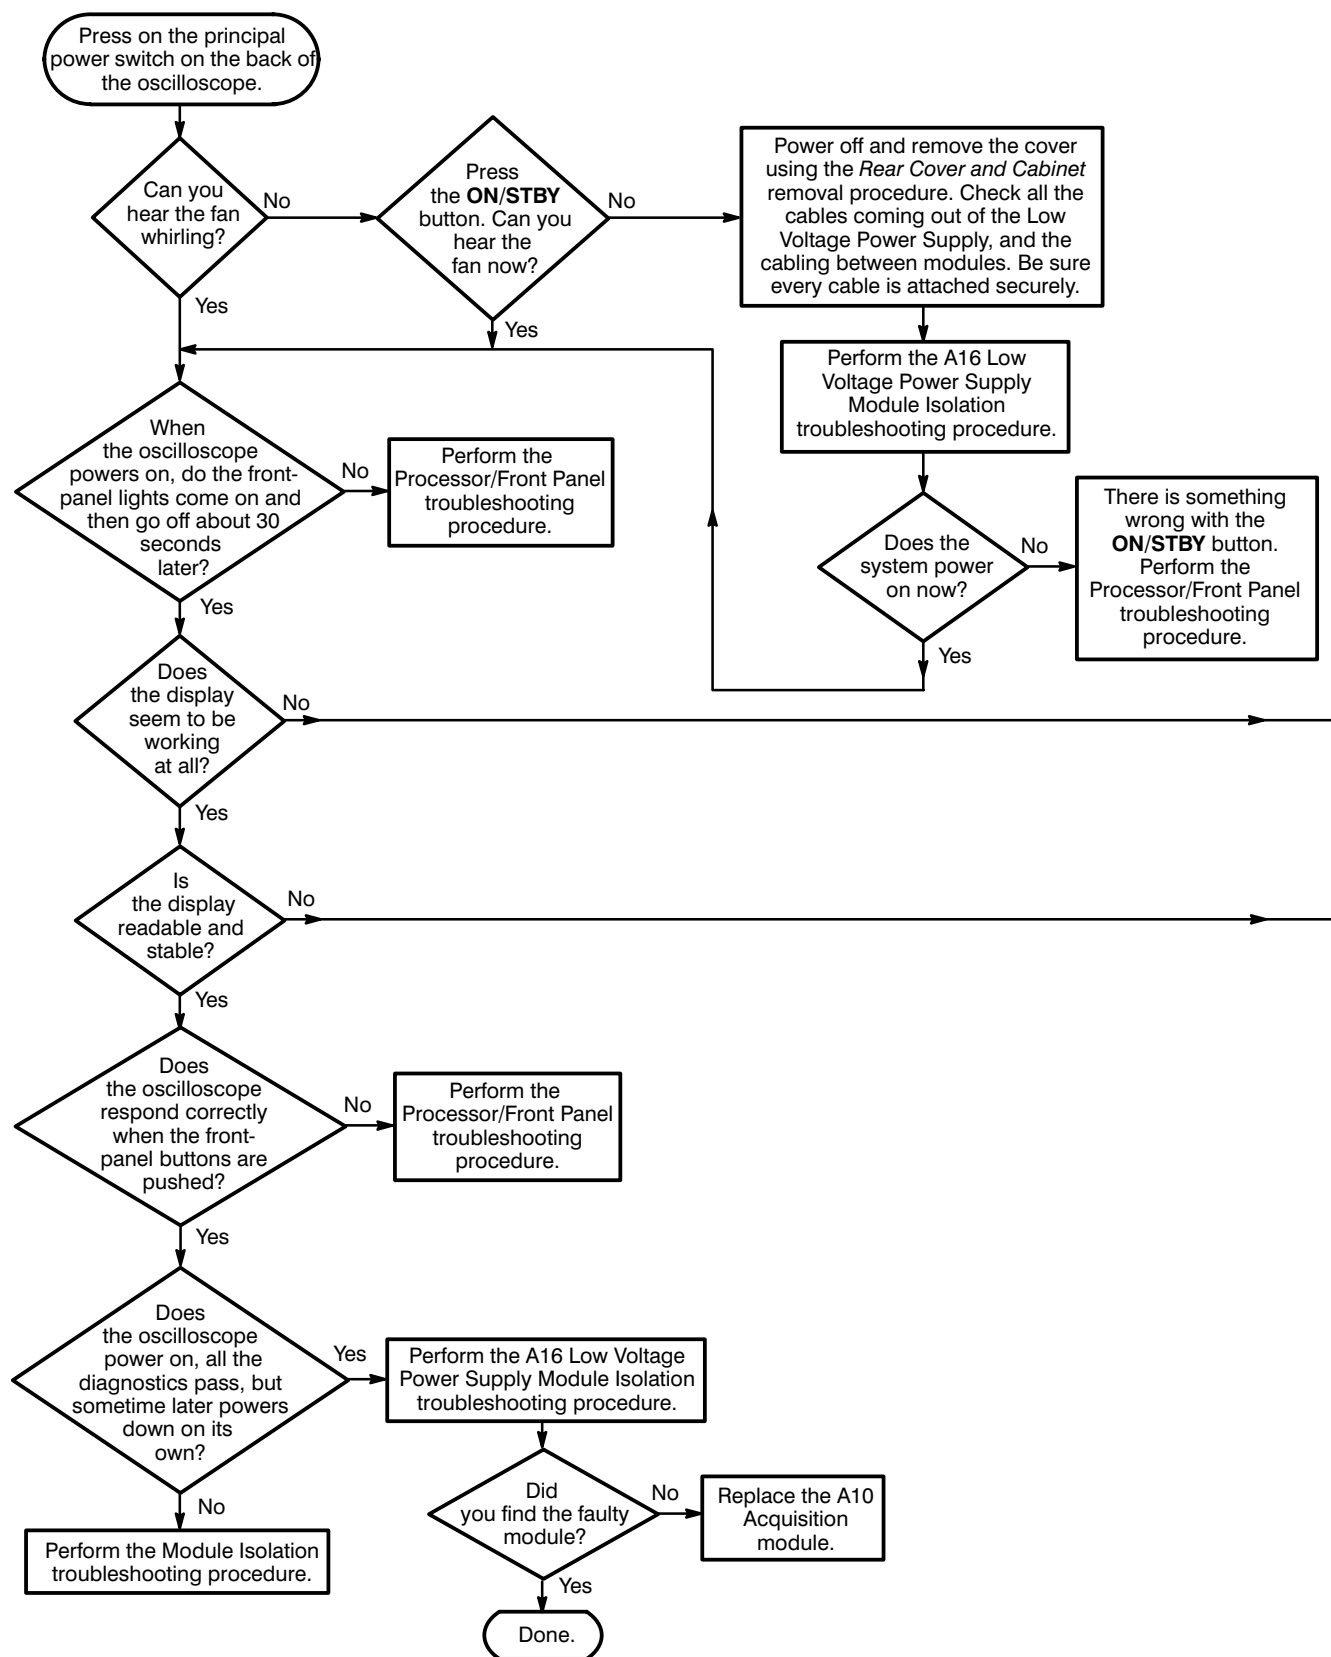 Press on the principal
power switch on the back of
the oscilloscope.
Can you
hear the fan
whirling?
No
Yes
Press
the ON/STBY
button. Can you
hear the
fan now?
No
Yes
Power off and remove the cover
using the Rear Cover and Cabinet
removal procedure. Check all the
cables coming out of the Low
Voltage Power Supply, and the
cabling between modules. Be sure
every cable is attached securely.
Perform the A16 Low
Voltage Power Supply
Module Isolation
troubleshooting procedure.
Does the
system power
on now?
No
Yes
There is something
wrong with the
ON/STBY button.
Perform the
Processor/Front Panel
troubleshooting
procedure.
When
the oscilloscope
powers on, do the front-
panel lights come on and
then go off about 30
seconds
later?
No
Yes
Perform the
Processor/Front Panel
troubleshooting
procedure.
Does
the display
seem to be
working
at all?
No
Yes
Is
the display
readable and
stable?
No
Yes
Does
the oscilloscope
respond correctly
when the front-
panel buttons are
pushed?
No
Yes
Perform the
Processor/Front Panel
troubleshooting
procedure.
Does
the oscilloscope
power on, all the
diagnostics pass, but
sometime later powers
down on its
own?
Yes
No
Perform the A16 Low Voltage
Power Supply Module Isolation
troubleshooting procedure.
Did
you find the faulty
module?
No
Yes
Replace the A10
Acquisition
module.
Perform the Module Isolation
troubleshooting procedure.
Done.